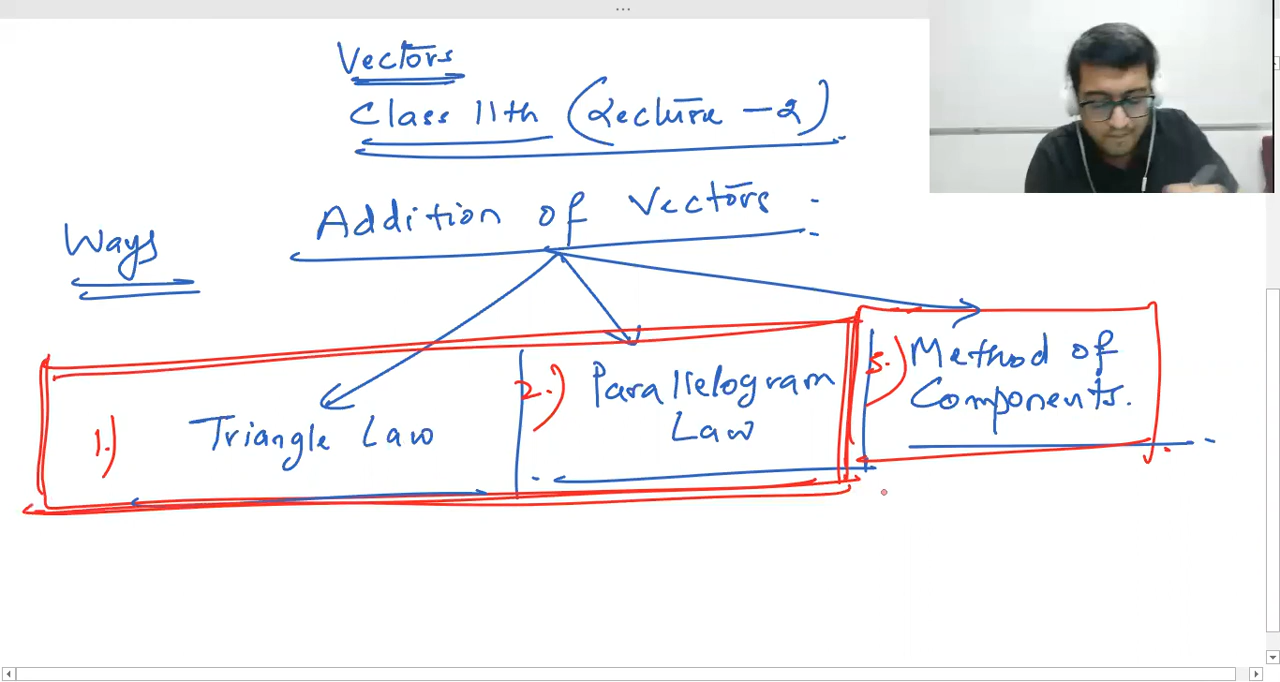 Vectors
Class 11th (Lecture - 2)
Addition of Vectors :
Ways
1.) Triangle Law
2.) Parallelogram
Law
3.) Method of
Components.